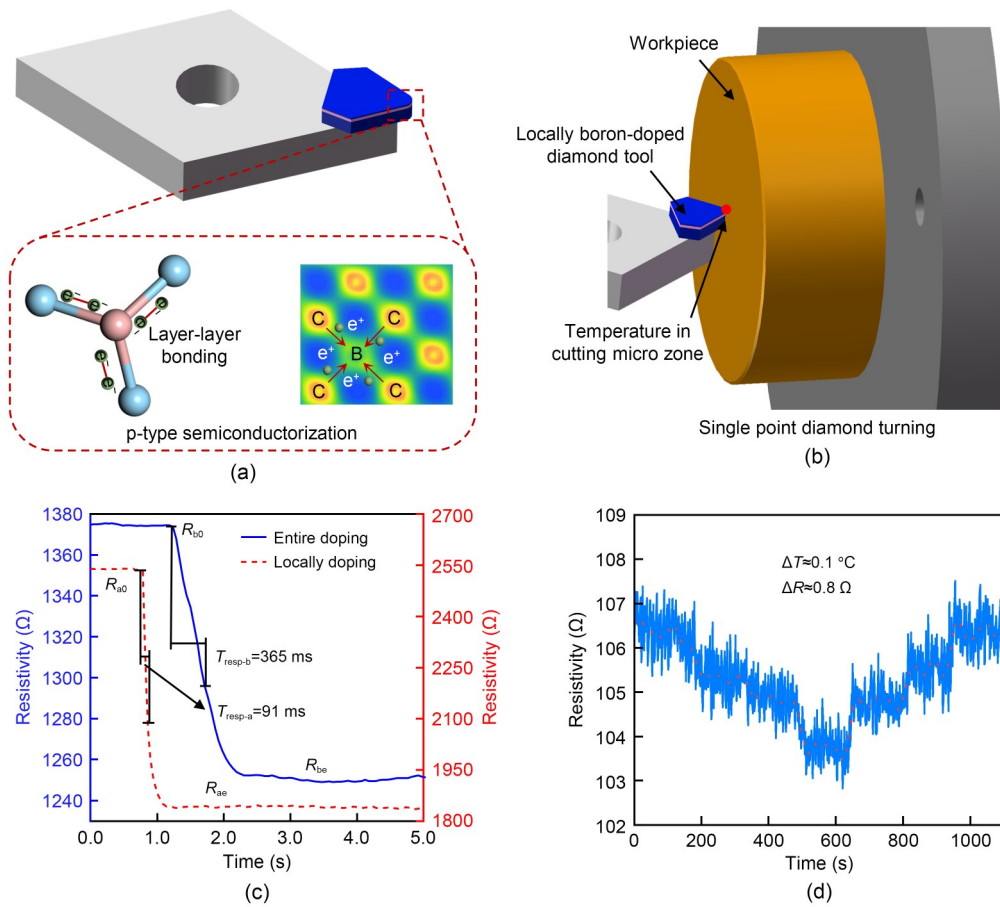 Layer-layer
bonding
e⁻
e⁻
e⁻
e⁻
e⁻
e⁻
C
C
e⁺
e⁺
B
e⁺
e⁺
C
C
p-type semiconductorization
(a)
Workpiece
Locally boron-doped
diamond tool
Temperature in
cutting micro zone
Single point diamond turning
(b)
Resistivity (Ω)
1380
1360
1340
1320
1300
1280
1260
1240
R_b0
R_a0
Entire doping
Locally doping
T_resp-b=365 ms
T_resp-a=91 ms
R_be
R_ae
2700
2550
2400
2250
2100
1950
1800
Resistivity (Ω)
0.0 1.0 2.0 3.0 4.0 5.0
Time (s)
(c)
Resistivity (Ω)
109
108
107
106
105
104
103
102
ΔT≈0.1 °C
ΔR≈0.8 Ω
0 200 400 600 800 1000
Time (s)
(d)